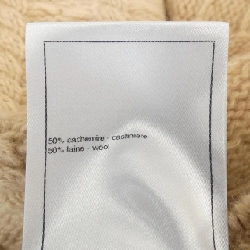 50% cachemire - cashmere
50% laine - wool